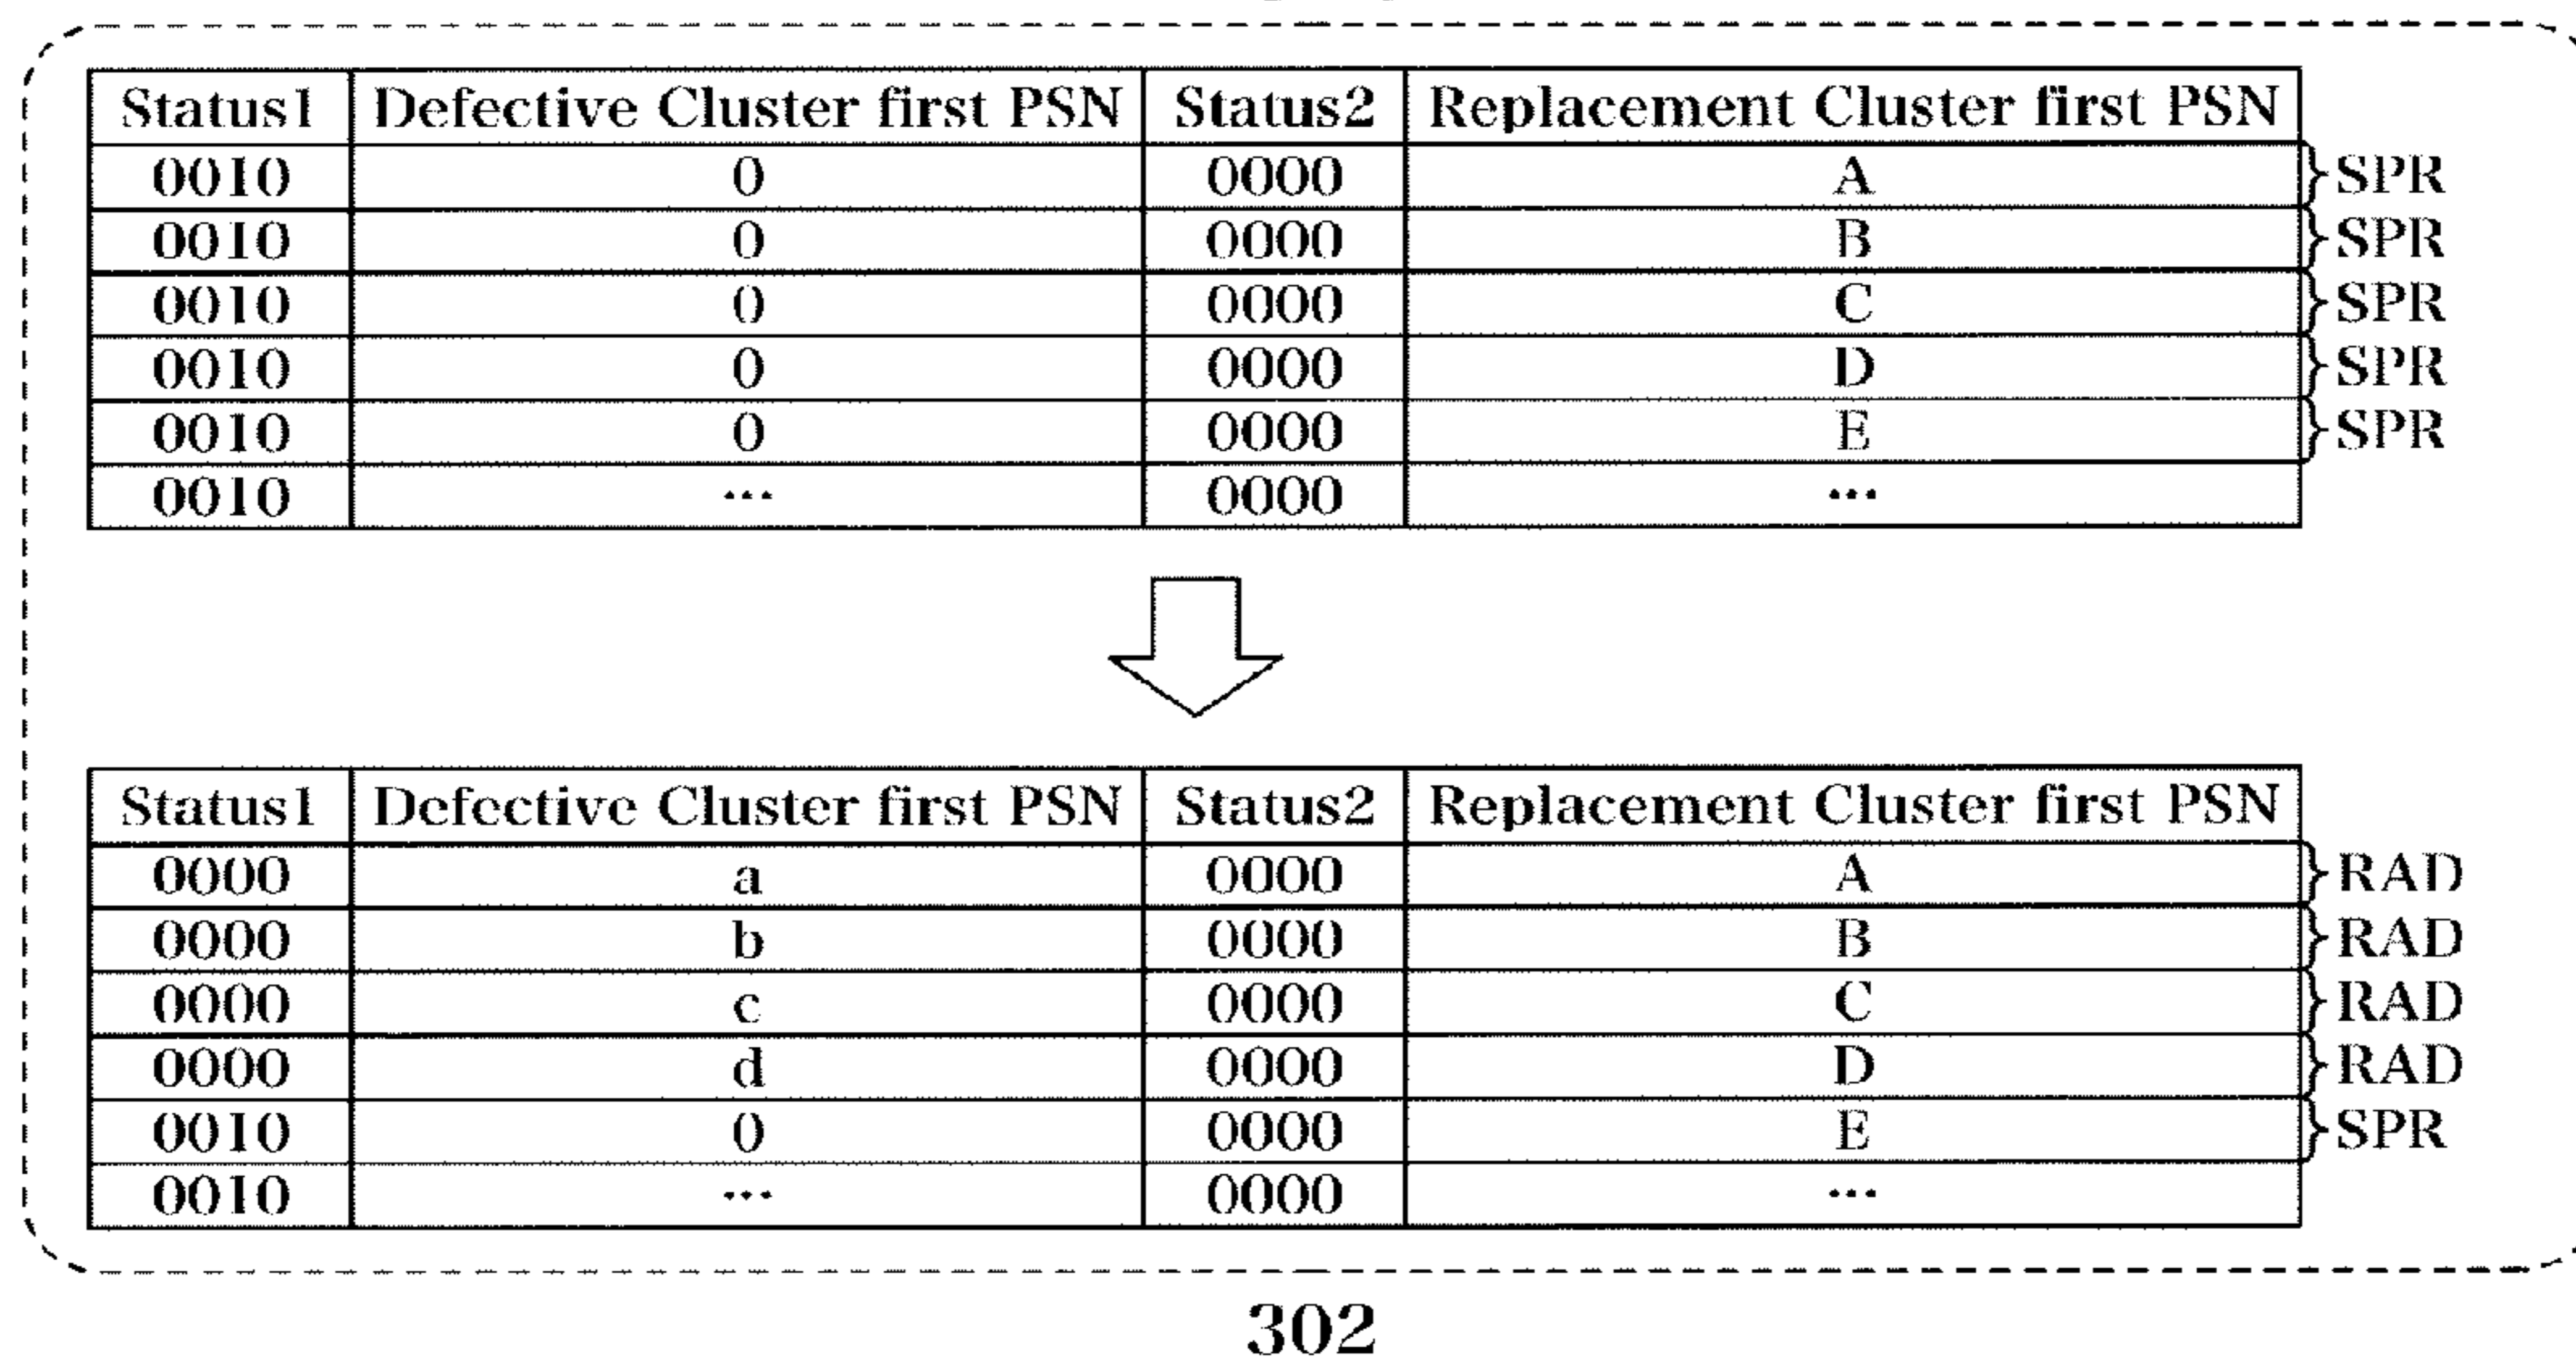 Status1 Defective Cluster first PSN Status2 Replacement Cluster first PSN
0010 0 0000 A SPR
0010 0 0000 B SPR
0010 0 0000 C SPR
0010 0 0000 D SPR
0010 0 0000 E SPR
0010 ... 0000 ...
Status1 Defective Cluster first PSN Status2 Replacement Cluster first PSN
0000 a 0000 A RAD
0000 b 0000 B RAD
0000 c 0000 C RAD
0000 d 0000 D RAD
0010 0 0000 E SPR
0010 ... 0000 ...
302